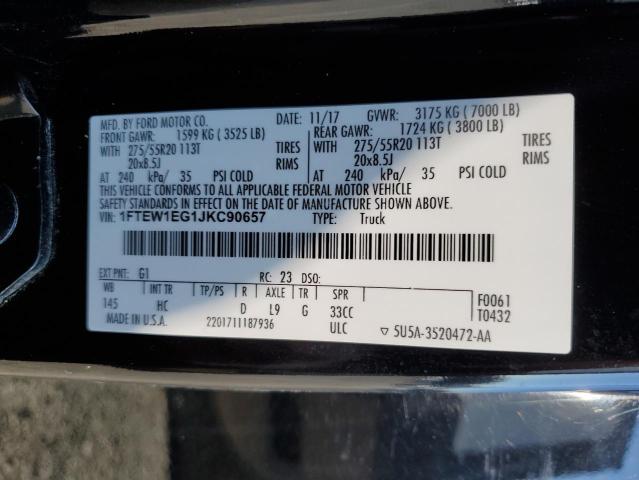 MFD. BY FORD MOTOR CO. DATE: 11/17 GVWR: 3175 KG ( 7000 LB)
FRONT GAWR: 1599 KG ( 3525 LB) REAR GAWR: 1724 KG ( 3800 LB)
WITH 275/55R20 113T TIRES WITH 275/55R20 113T TIRES
20x8.5J RIMS 20x8.5J RIMS
AT 240 kPa/ 35 PSI COLD AT 240 kPa/ 35 PSI COLD
THIS VEHICLE CONFORMS TO ALL APPLICABLE FEDERAL MOTOR VEHICLE
SAFETY STANDARDS IN EFFECT ON THE DATE OF MANUFACTURE SHOWN ABOVE.
VIN: 1FTEW1EG1JKC90657 TYPE: Truck
EXT PNT: G1 RC: 23 DSO:
WB INT TR TP/PS R AXLE TR SPR F0061
145 HC D L9 G 33CC T0432
MADE IN U.S.A. 2201711187936 ULC ▽ 5U5A-3520472-AA